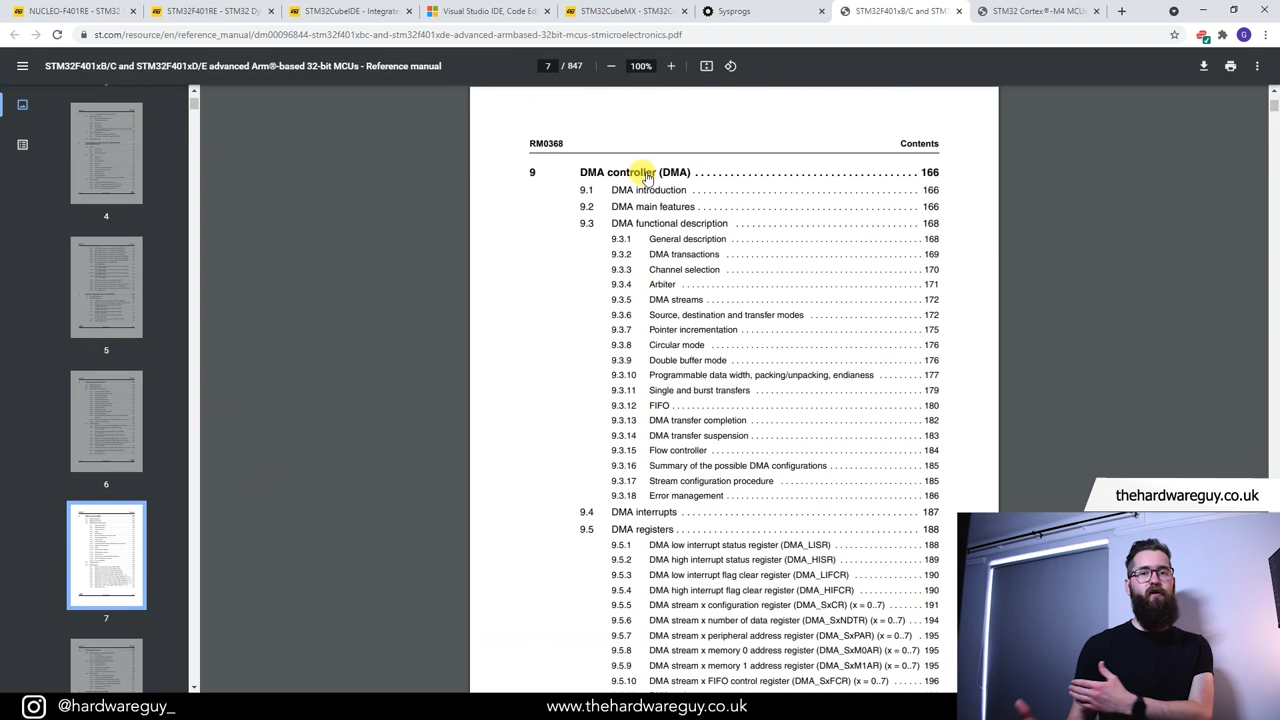 NUCLEO-F401RE - STM32
STM32F401RE - STM32 Dy
STM32CubeIDE - Integrate
Visual Studio IDE, Code Ed
STM32CubeMX - STM32C
Sysprogs
STM32F401xB/C and STM3
STM32 Cortex®-M4 MCUs
st.com/resource/en/reference_manual/dm00096844-stm32f401xbc-and-stm32f401xde-advanced-armbased-32bit-mcus-stmicroelectronics.pdf
G
STM32F401xB/C and STM32F401xD/E advanced Arm®-based 32-bit MCUs - Reference manual
7 / 847
100%
4
5
6
7
RM0368 Contents
9 DMA controller (DMA) . . . . . . . . . . . . . . . . . . . . . . . . . . . . . . . . . . 166
9.1 DMA introduction . . . . . . . . . . . . . . . . . . . . . . . . . . . . . . . . . . 166
9.2 DMA main features . . . . . . . . . . . . . . . . . . . . . . . . . . . . . . . . . 166
9.3 DMA functional description . . . . . . . . . . . . . . . . . . . . . . . . . . . 168
9.3.1 General description . . . . . . . . . . . . . . . . . . . . . . . . . . . 168
9.3.2 DMA transactions . . . . . . . . . . . . . . . . . . . . . . . . . . . . 169
9.3.3 Channel selection . . . . . . . . . . . . . . . . . . . . . . . . . . . . 170
9.3.4 Arbiter . . . . . . . . . . . . . . . . . . . . . . . . . . . . . . . . . . . 171
9.3.5 DMA streams . . . . . . . . . . . . . . . . . . . . . . . . . . . . . . . 172
9.3.6 Source, destination and transfer modes . . . . . . . . . . . . . . . 172
9.3.7 Pointer incrementation . . . . . . . . . . . . . . . . . . . . . . . . . 175
9.3.8 Circular mode . . . . . . . . . . . . . . . . . . . . . . . . . . . . . . 176
9.3.9 Double buffer mode . . . . . . . . . . . . . . . . . . . . . . . . . . . 176
9.3.10 Programmable data width, packing/unpacking, endianess . . . . . . . . . 177
9.3.11 Single and burst transfers . . . . . . . . . . . . . . . . . . . . . . . 179
9.3.12 FIFO . . . . . . . . . . . . . . . . . . . . . . . . . . . . . . . . . . . . 180
9.3.13 DMA transfer completion . . . . . . . . . . . . . . . . . . . . . . . . 182
9.3.14 DMA transfer suspension . . . . . . . . . . . . . . . . . . . . . . . . 183
9.3.15 Flow controller . . . . . . . . . . . . . . . . . . . . . . . . . . . . . . 184
9.3.16 Summary of the possible DMA configurations . . . . . . . . . . . . . 185
9.3.17 Stream configuration procedure . . . . . . . . . . . . . . . . . . . . 185
9.3.18 Error management . . . . . . . . . . . . . . . . . . . . . . . . . . . . 186
9.4 DMA interrupts . . . . . . . . . . . . . . . . . . . . . . . . . . . . . . . . . . . 187
9.5 DMA registers . . . . . . . . . . . . . . . . . . . . . . . . . . . . . . . . . . . . 188
9.5.1 DMA low interrupt status register (DMA_LISR) . . . . . . . . . . . . . 188
9.5.2 DMA high interrupt status register (DMA_HISR) . . . . . . . . . . . . 189
9.5.3 DMA low interrupt flag clear register (DMA_LIFCR) . . . . . . . . . . 190
9.5.4 DMA high interrupt flag clear register (DMA_HIFCR) . . . . . . . . . 190
9.5.5 DMA stream x configuration register (DMA_SxCR) (x = 0..7) . . . . . . . 191
9.5.6 DMA stream x number of data register (DMA_SxNDTR) (x = 0..7) . . . 194
9.5.7 DMA stream x peripheral address register (DMA_SxPAR) (x = 0..7) . 195
9.5.8 DMA stream x memory 0 address register (DMA_SxM0AR) (x = 0..7) 195
9.5.9 DMA stream x memory 1 address register (DMA_SxM1AR) (x = 0..7) 195
9.5.10 DMA stream x FIFO control register (DMA_SxFCR) (x = 0..7) . . . . . . 196
thehardwareguy.co.uk
@hardwareguy_
www.thehardwareguy.co.uk